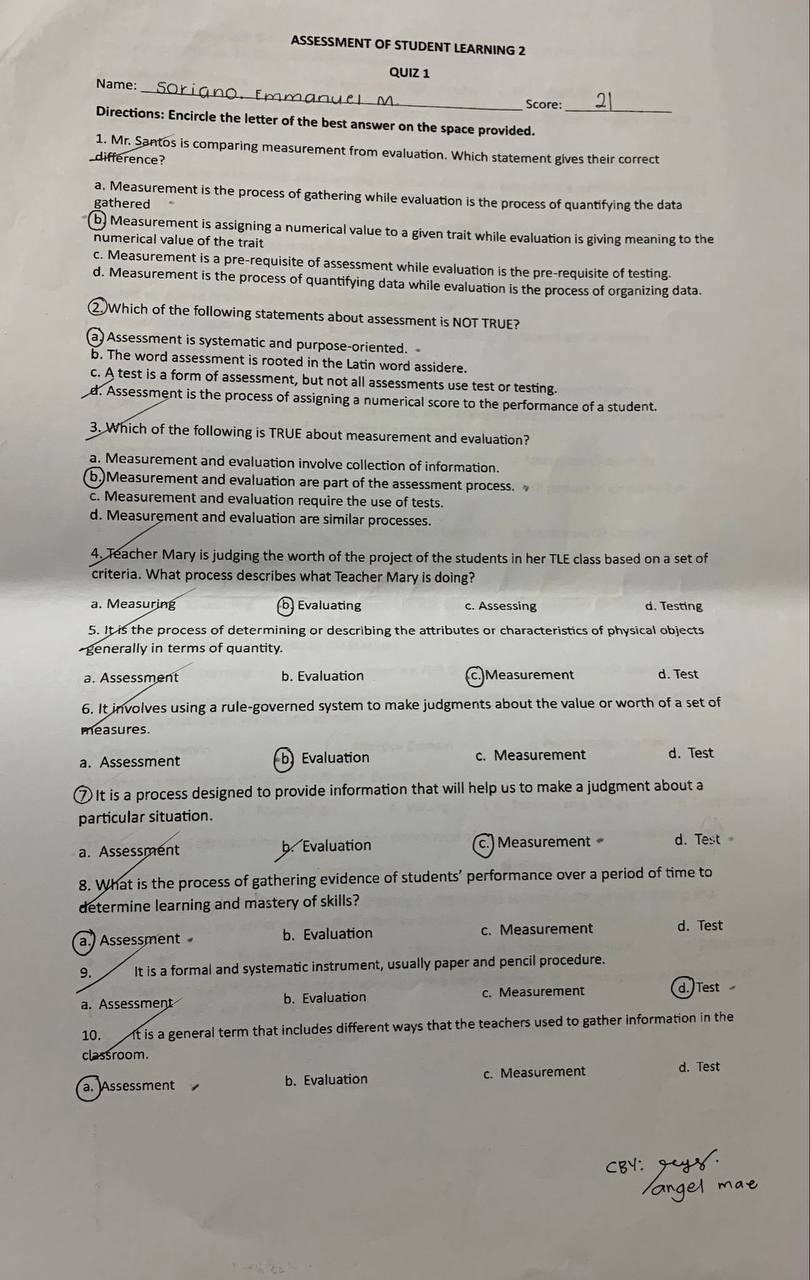 ASSESSMENT OF STUDENT LEARNING 2
QUIZ 1
Name: Soriano, Emmanuel M. Score: 21
Directions: Encircle the letter of the best answer on the space provided.
1. Mr. Santos is comparing measurement from evaluation. Which statement gives their correct
difference?
a. Measurement is the process of gathering while evaluation is the process of quantifying the data
gathered
b) Measurement is assigning a numerical value to a given trait while evaluation is giving meaning to the
numerical value of the trait
c. Measurement is a pre-requisite of assessment while evaluation is the pre-requisite of testing.
d. Measurement is the process of quantifying data while evaluation is the process of organizing data.
2. Which of the following statements about assessment is NOT TRUE?
a) Assessment is systematic and purpose-oriented.
b. The word assessment is rooted in the Latin word assidere.
c. A test is a form of assessment, but not all assessments use test or testing.
d. Assessment is the process of assigning a numerical score to the performance of a student.
3. Which of the following is TRUE about measurement and evaluation?
a. Measurement and evaluation involve collection of information.
b. Measurement and evaluation are part of the assessment process.
c. Measurement and evaluation require the use of tests.
d. Measurement and evaluation are similar processes.
4. Teacher Mary is judging the worth of the project of the students in her TLE class based on a set of
criteria. What process describes what Teacher Mary is doing?
a. Measuring b) Evaluating c. Assessing d. Testing
5. It is the process of determining or describing the attributes or characteristics of physical objects
generally in terms of quantity.
a. Assessment b. Evaluation c. Measurement d. Test
6. It involves using a rule-governed system to make judgments about the value or worth of a set of
measures.
a. Assessment b) Evaluation c. Measurement d. Test
7 It is a process designed to provide information that will help us to make a judgment about a
particular situation.
a. Assessment b. Evaluation c. Measurement d. Test
8. What is the process of gathering evidence of students' performance over a period of time to
determine learning and mastery of skills?
a. Assessment b. Evaluation c. Measurement d. Test
9. It is a formal and systematic instrument, usually paper and pencil procedure.
a. Assessment b. Evaluation c. Measurement d. Test
10. It is a general term that includes different ways that the teachers used to gather information in the
classroom.
a. Assessment b. Evaluation c. Measurement d. Test
CBY:
angel mae